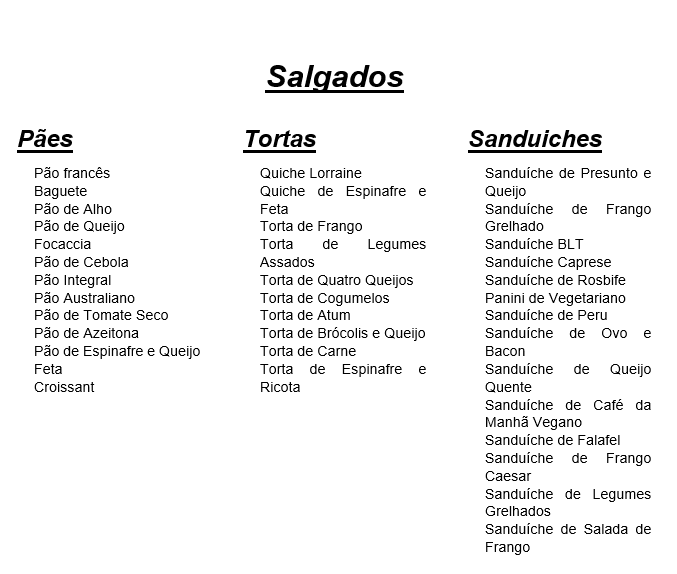 Salgados
Pães
Pão francês
Baguete
Pão de Alho
Pão de Queijo
Focaccia
Pão de Cebola
Pão Integral
Pão Australiano
Pão de Tomate Seco
Pão de Azeitona
Pão de Espinafre e Queijo
Feta
Croissant
Tortas
Quiche Lorraine
Quiche de Espinafre e
Feta
Torta de Frango
Torta de Legumes
Assados
Torta de Quatro Queijos
Torta de Cogumelos
Torta de Atum
Torta de Brócolis e Queijo
Torta de Carne
Torta de Espinafre e
Ricota
Sanduiches
Sanduíche de Presunto e
Queijo
Sanduíche de Frango
Grelhado
Sanduíche BLT
Sanduíche Caprese
Sanduíche de Rosbife
Panini de Vegetariano
Sanduíche de Peru
Sanduíche de Ovo e
Bacon
Sanduíche de Queijo
Quente
Sanduíche de Café da
Manhã Vegano
Sanduíche de Falafel
Sanduíche de Frango
Caesar
Sanduíche de Legumes
Grelhados
Sanduíche de Salada de
Frango